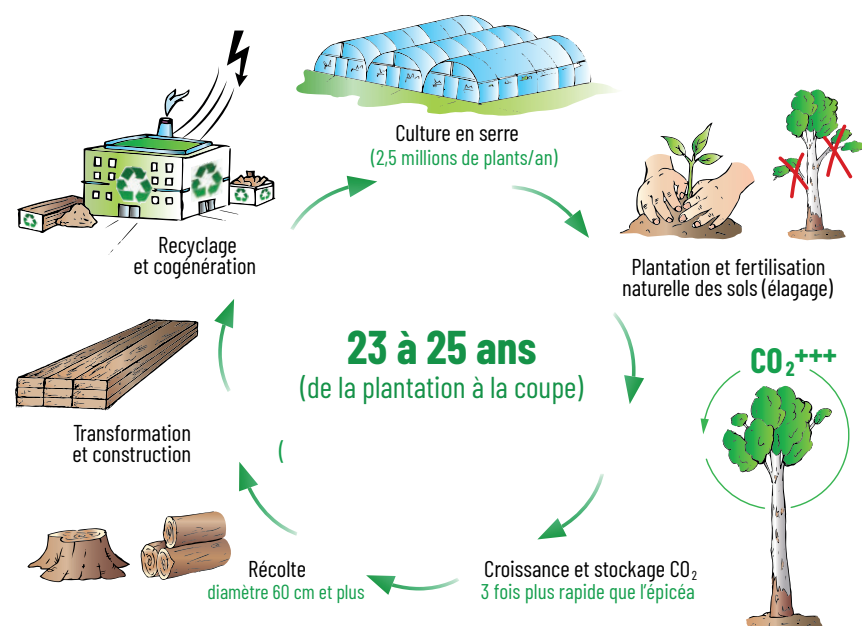 Culture en serre
(2,5 millions de plants/an)
Plantation et fertilisation
naturelle des sols (élagage)
CO₂+++
Croissance et stockage CO₂
3 fois plus rapide que l'épicéa
Récolte
diamètre 60 cm et plus
Transformation
et construction
Recyclage
et cogénération
23 à 25 ans
(de la plantation à la coupe)
(